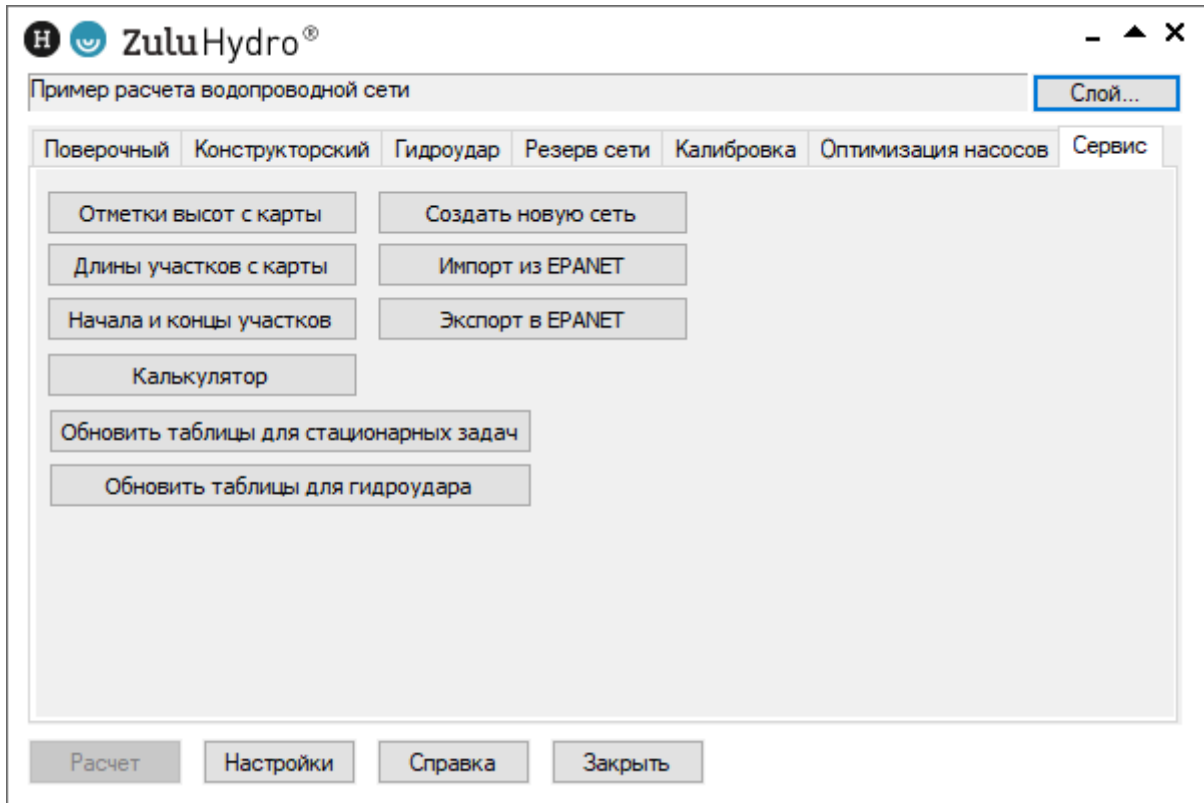 H ZuluHydro®
Пример расчета водопроводной сети Слой...
Поверочный Конструкторский Гидроудар Резерв сети Калибровка Оптимизация насосов Сервис
Отметки высот с карты Создать новую сеть
Длины участков с карты Импорт из EPANET
Начала и концы участков Экспорт в EPANET
Калькулятор
Обновить таблицы для стационарных задач
Обновить таблицы для гидроудара
Расчет Настройки Справка Закрыть